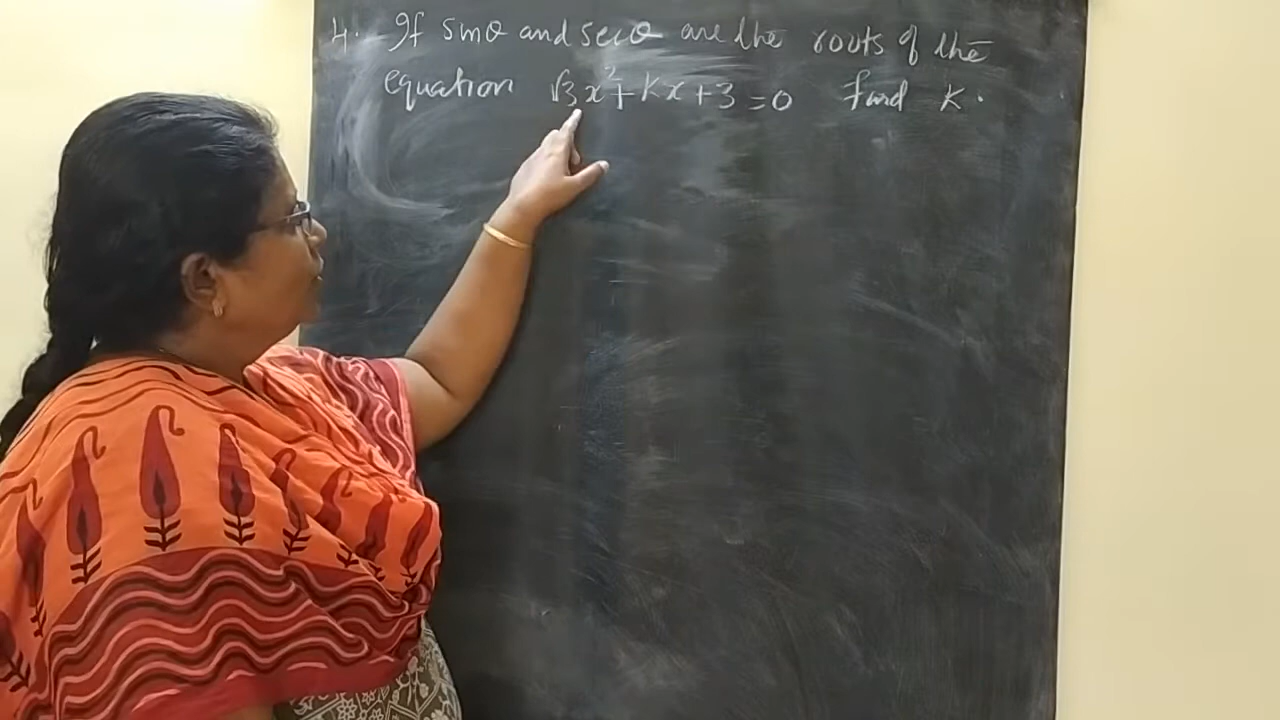 4. If sinθ and secθ are the roots of the
equation √3x²+kx+3=0 Find k.